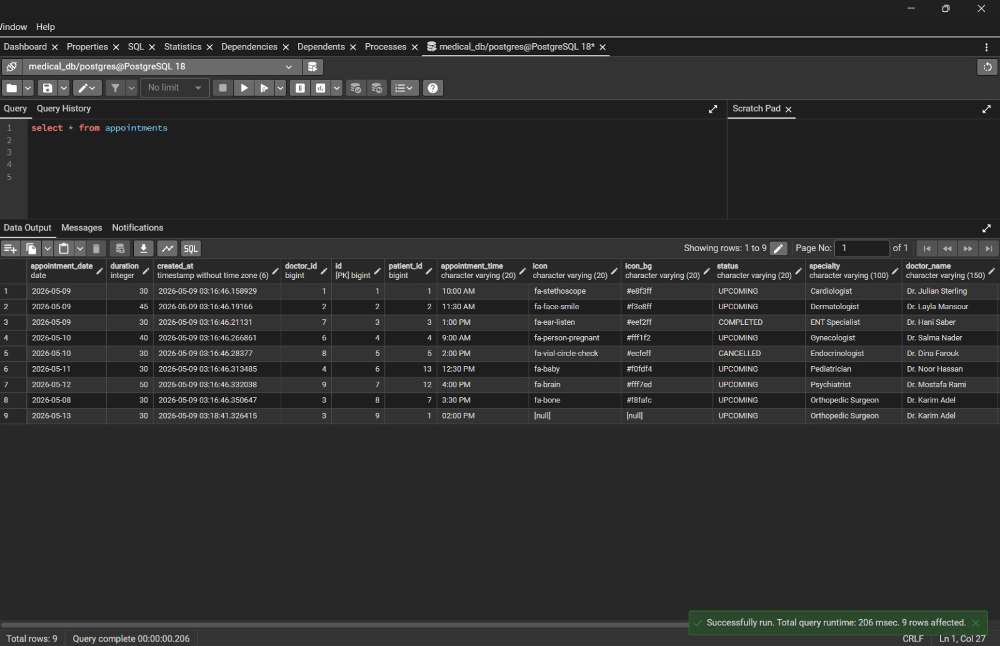 Window Help
Dashboard Properties SQL Statistics Dependencies Dependents Processes medical_db/postgres@PostgreSQL 18*
medical_db/postgres@PostgreSQL 18
No limit
Query Query History Scratch Pad
1 select * from appointments
2
3
4
5
Data Output Messages Notifications
SQL Showing rows: 1 to 9 Page No: 1 of 1
appointment_date duration created_at doctor_id id patient_id appointment_time icon icon_bg status specialty doctor_name
date integer timestamp without time zone (6) bigint [PK] bigint bigint character varying (20) character varying (20) character varying (20) character varying (20) character varying (100) character varying (150)
1 2026-05-09 30 2026-05-09 03:16:46.158929 1 1 1 10:00 AM fa-stethoscope #e8f3ff UPCOMING Cardiologist Dr. Julian Sterling
2 2026-05-09 45 2026-05-09 03:16:46.19166 2 2 2 11:30 AM fa-face-smile #f3e8ff UPCOMING Dermatologist Dr. Layla Mansour
3 2026-05-09 30 2026-05-09 03:16:46.21131 7 3 3 1:00 PM fa-ear-listen #eef2ff COMPLETED ENT Specialist Dr. Hani Saber
4 2026-05-10 40 2026-05-09 03:16:46.266861 6 4 4 9:00 AM fa-person-pregnant #fff1f2 UPCOMING Gynecologist Dr. Salma Nader
5 2026-05-10 30 2026-05-09 03:16:46.28377 8 5 5 2:00 PM fa-vial-circle-check #ecfeff CANCELLED Endocrinologist Dr. Dina Farouk
6 2026-05-11 30 2026-05-09 03:16:46.313485 4 6 13 12:30 PM fa-baby #f0fdf4 UPCOMING Pediatrician Dr. Noor Hassan
7 2026-05-12 50 2026-05-09 03:16:46.332038 9 7 12 4:00 PM fa-brain #fff7ed UPCOMING Psychiatrist Dr. Mostafa Rami
8 2026-05-08 30 2026-05-09 03:16:46.350647 3 8 7 3:30 PM fa-bone #f8fafc UPCOMING Orthopedic Surgeon Dr. Karim Adel
9 2026-05-13 30 2026-05-09 03:18:41.326415 3 9 1 02:00 PM [null] [null] UPCOMING Orthopedic Surgeon Dr. Karim Adel
Successfully run. Total query runtime: 206 msec. 9 rows affected.
Total rows: 9 Query complete 00:00:00.206 CRLF Ln 1, Col 27